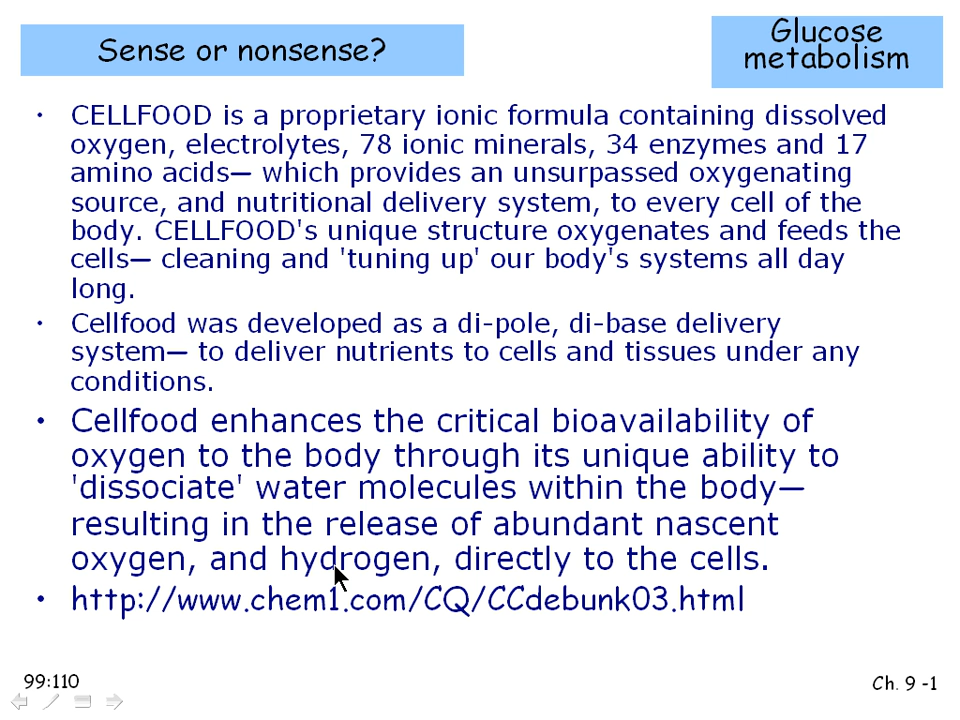 Sense or nonsense?
Glucose
metabolism
• CELLFOOD is a proprietary ionic formula containing dissolved
oxygen, electrolytes, 78 ionic minerals, 34 enzymes and 17
amino acids— which provides an unsurpassed oxygenating
source, and nutritional delivery system, to every cell of the
body. CELLFOOD's unique structure oxygenates and feeds the
cells— cleaning and 'tuning up' our body's systems all day
long.
• Cellfood was developed as a di-pole, di-base delivery
system— to deliver nutrients to cells and tissues under any
conditions.
• Cellfood enhances the critical bioavailability of
oxygen to the body through its unique ability to
'dissociate' water molecules within the body—
resulting in the release of abundant nascent
oxygen, and hydrogen, directly to the cells.
• http://www.chem1.com/CQ/CCdebunk03.html
99:110
Ch. 9 -1